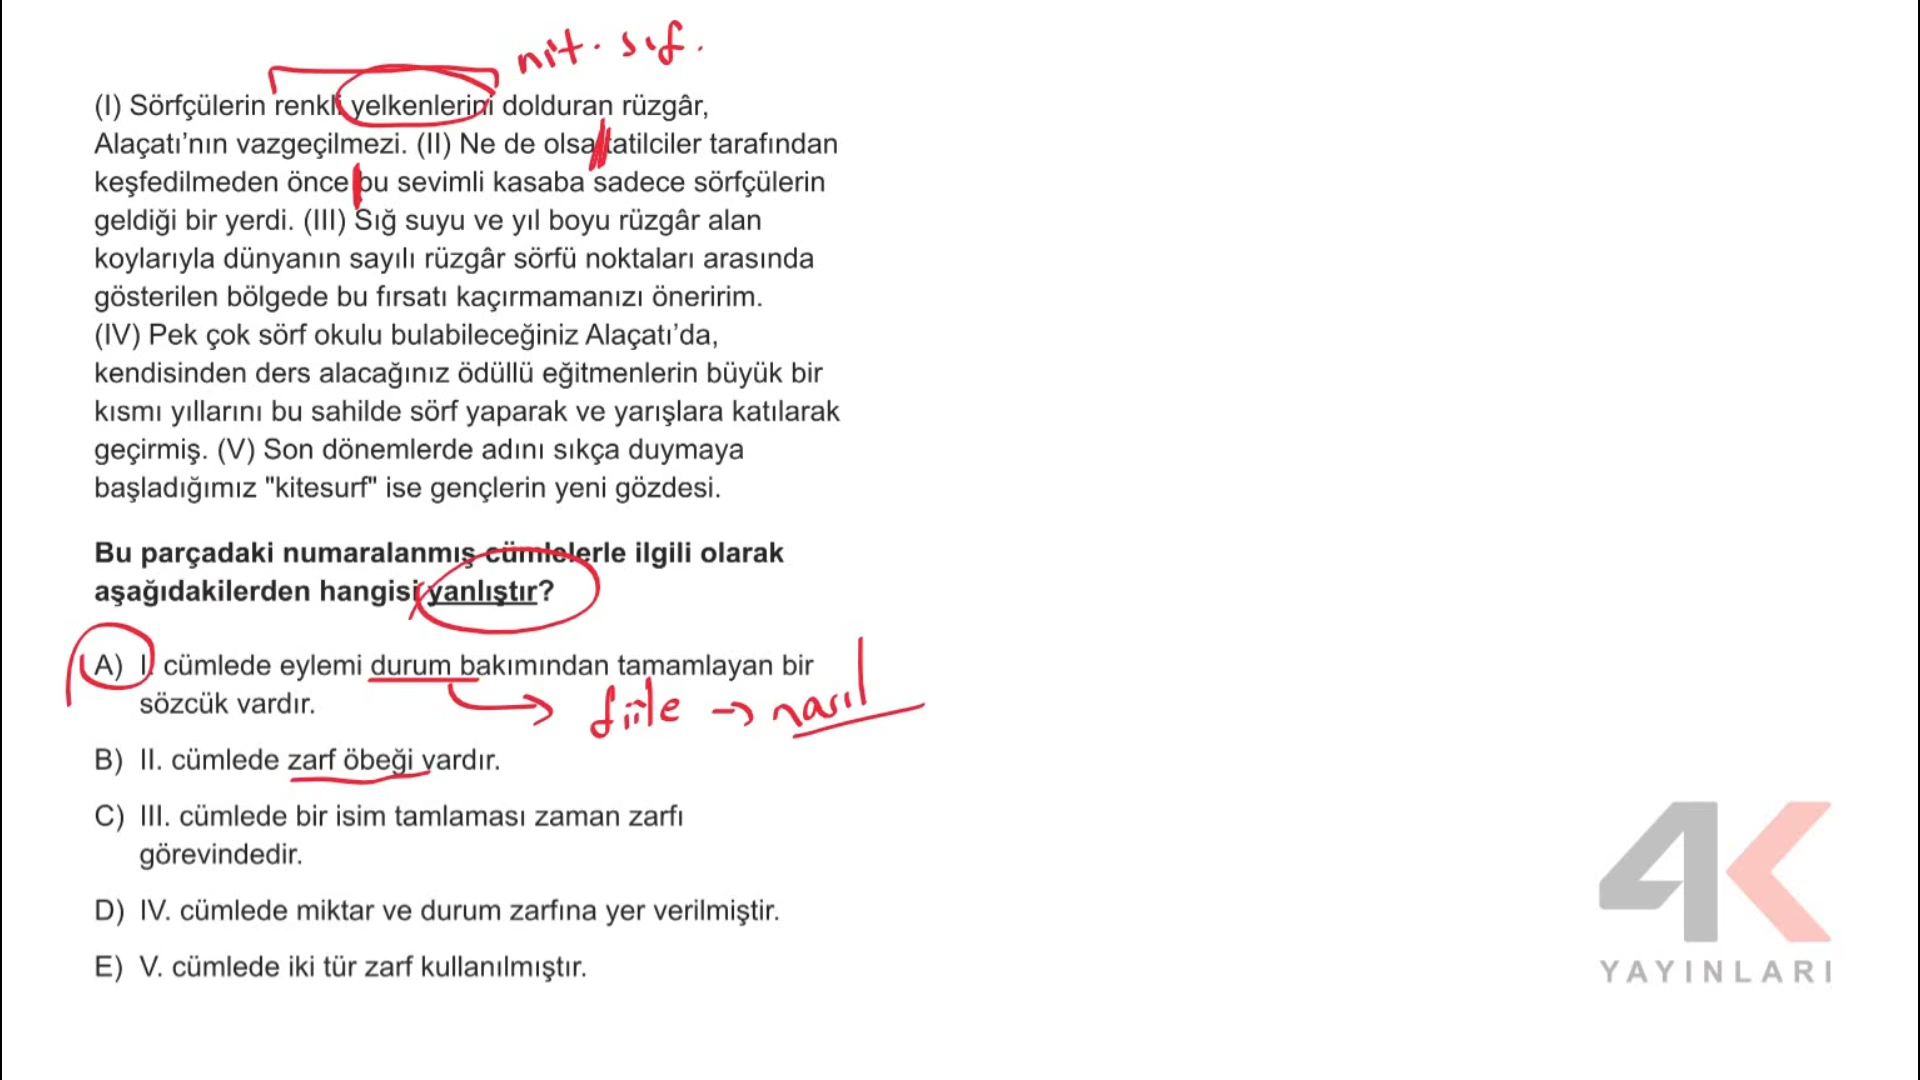 nit. sıf.
(I) Sörfçülerin renkli yelkenlerini dolduran rüzgâr,
Alaçatı’nın vazgeçilmezi. (II) Ne de olsa tatilciler tarafından
keşfedilmeden önce bu sevimli kasaba sadece sörfçülerin
geldiği bir yerdi. (III) Sığ suyu ve yıl boyu rüzgâr alan
koylarıyla dünyanın sayılı rüzgâr sörfü noktaları arasında
gösterilen bölgede bu fırsatı kaçırmamanızı öneririm.
(IV) Pek çok sörf okulu bulabileceğiniz Alaçatı’da,
kendisinden ders alacağınız ödüllü eğitmenlerin büyük bir
kısmı yıllarını bu sahilde sörf yaparak ve yarışlara katılarak
geçirmiş. (V) Son dönemlerde adını sıkça duymaya
başladığımız "kitesurf" ise gençlerin yeni gözdesi.
Bu parçadaki numaralanmış cümlelerle ilgili olarak
aşağıdakilerden hangisi yanlıştır?
A) I. cümlede eylemi durum bakımından tamamlayan bir
sözcük vardır.
fiile → nasıl
B) II. cümlede zarf öbeği vardır.
C) III. cümlede bir isim tamlaması zaman zarfı
görevindedir.
D) IV. cümlede miktar ve durum zarfına yer verilmiştir.
E) V. cümlede iki tür zarf kullanılmıştır.
4K
YAYINLARI